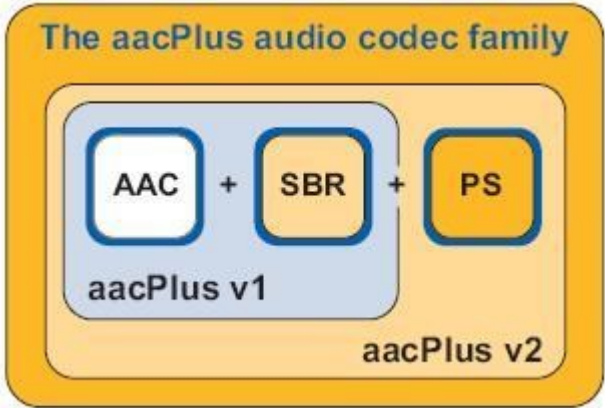 The aacPlus audio codec family
AAC + SBR + PS
aacPlus v1
aacPlus v2